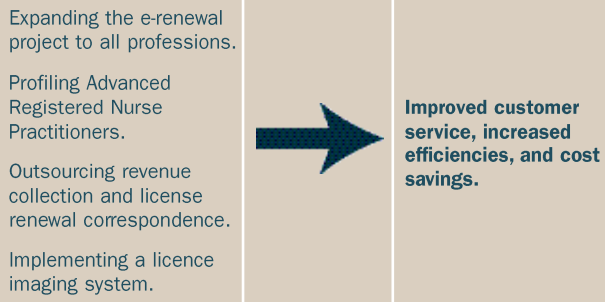 Expanding the e-renewal
project to all professions.
Profiling Advanced
Registered Nurse
Practitioners.
Outsourcing revenue
collection and license
renewal correspondence.
Implementing a licence
imaging system.
Improved customer
service, increased
efficiencies, and cost
savings.